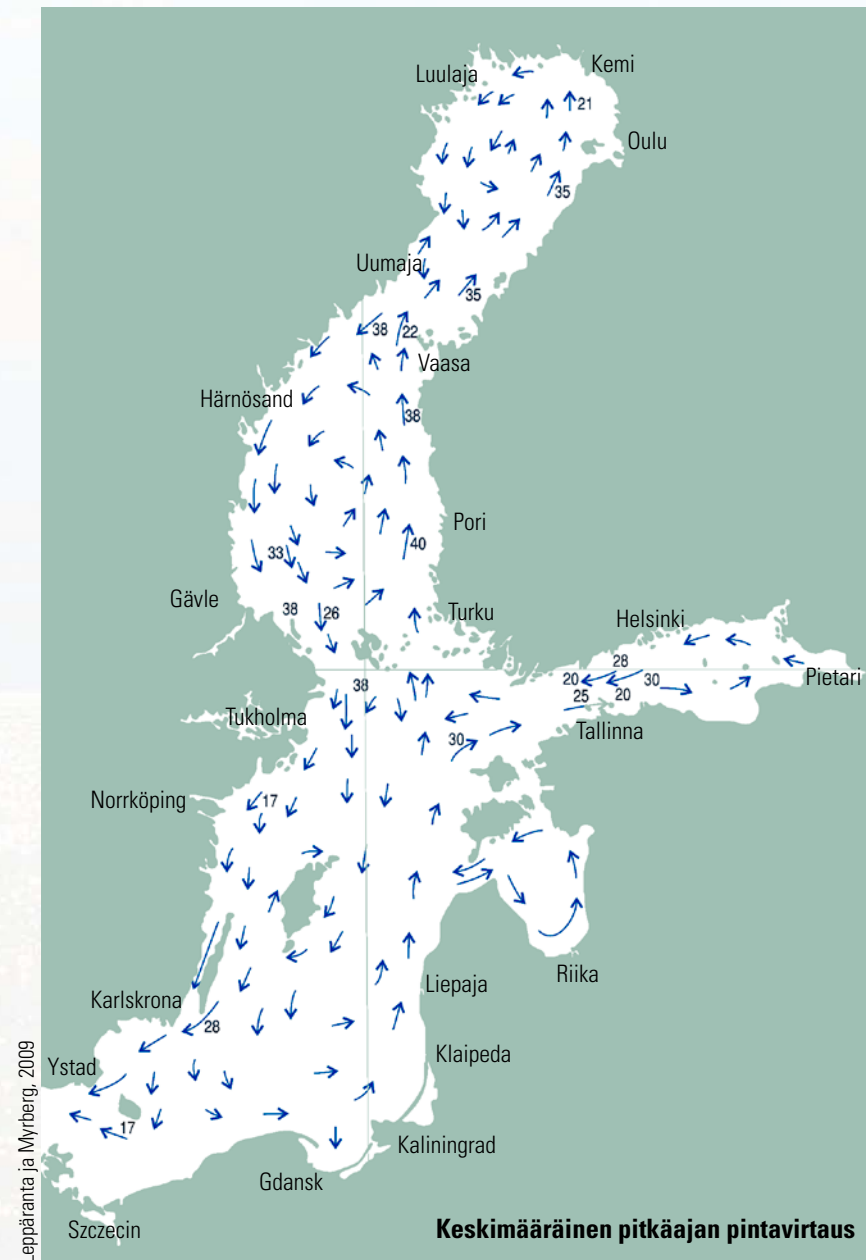 Kemi
Luulaja
21
Oulu
35
Uumaja
35
38
22
Vaasa
Härnösand
38
Pori
40
33
Gävle
38
26
Turku
Helsinki
28
20
30
Pietari
38
25
20
Tukholma
Tallinna
30
Norrköping
17
Riika
Liepaja
Karlskrona
28
Klaipeda
Ystad
17
Kaliningrad
Gdansk
Szczecin
Keskimääräinen pitkäajan pintavirtaus
Leppäranta ja Myrberg, 2009